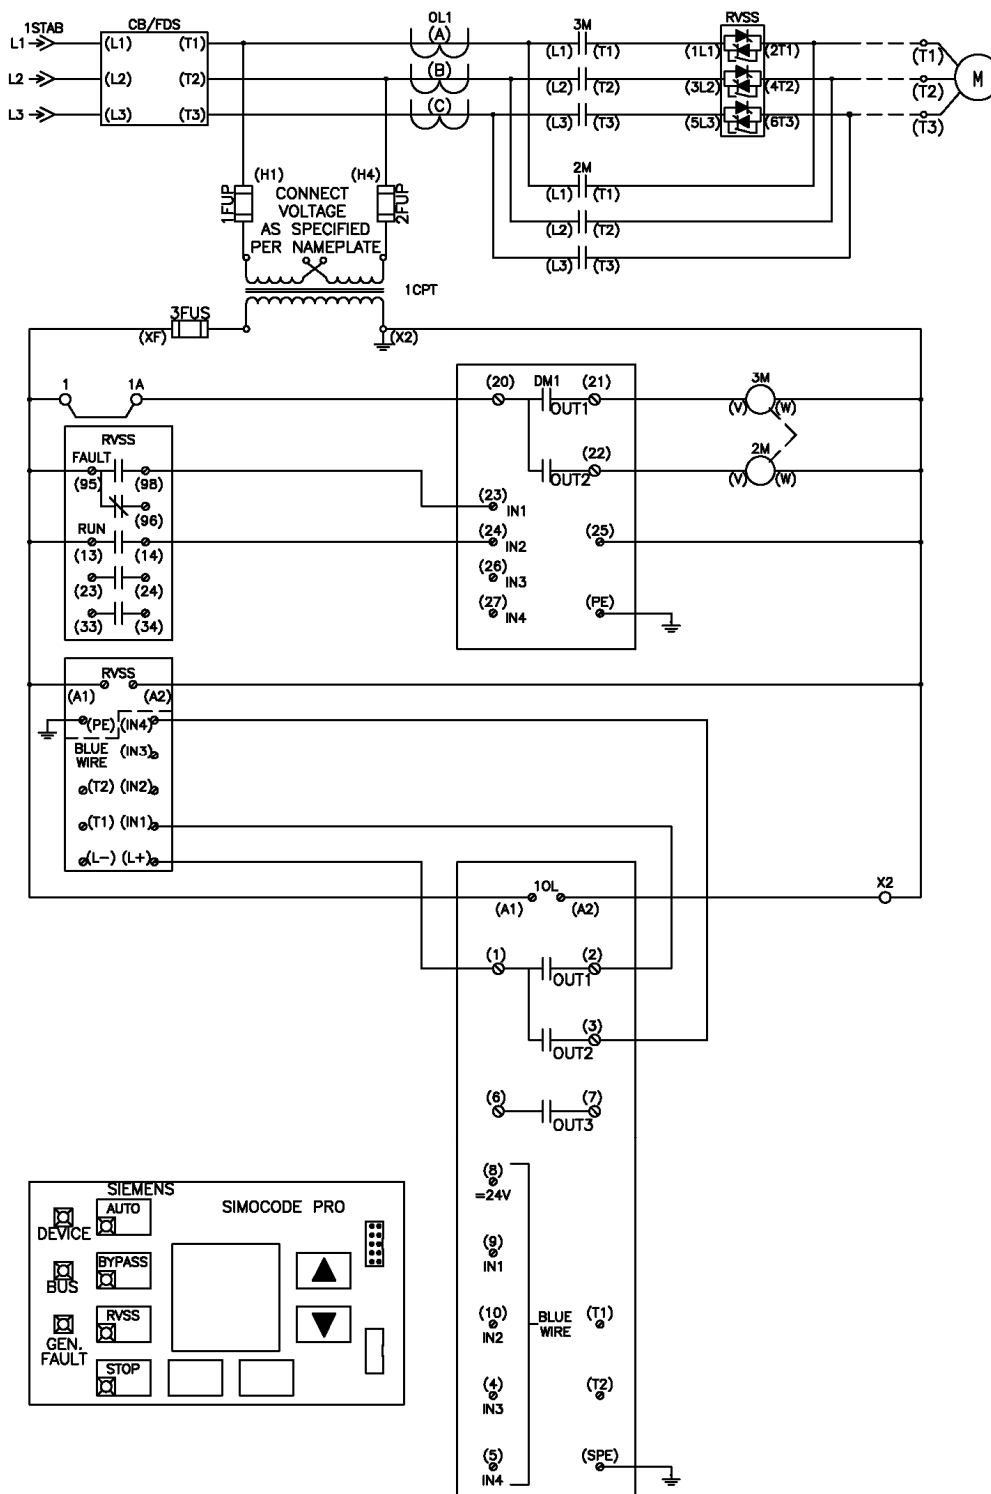 1STAB CB/FDS OL1 3M RVSS
L1 (L1) (T1) (A) (L1) (T1) (1L1) (2T1) (T1)
L2 (L2) (T2) (B) (L2) (T2) (3L2) (4T2) (T2) M
L3 (L3) (T3) (C) (L3) (T3) (5L3) (6T3) (T3)
1FUP (H1) (H4) 2FUP
CONNECT
VOLTAGE
AS SPECIFIED
PER NAMEPLATE
2M
(L1) (T1)
(L2) (T2)
(L3) (T3)
1CPT
3FUS
(XF) (X2)
1 1A (20) DM1 (21) 3M
OUT1 (V) (W)
RVSS
FAULT (22) 2M
(95) (98) OUT2 (V) (W)
(23)
(96) IN1
RUN (24) (25)
(13) (14) IN2
(26)
(23) (24) IN3
(27) (PE)
(33) (34) IN4
RVSS
(A1) (A2)
(PE) (IN4)
BLUE
WIRE (IN3)
(T2) (IN2)
(T1) (IN1)
(L-) (L+)
1OL X2
(A1) (A2)
(1) (2)
OUT1
(3)
OUT2
(6) (7)
OUT3
(8)
=24V
(9)
IN1
(10) BLUE (T1)
IN2 WIRE
(4) (T2)
IN3
(5) (SPE)
IN4
SIEMENS
AUTO SIMOCODE PRO
DEVICE
BYPASS
BUS
RVSS
GEN.
FAULT
STOP